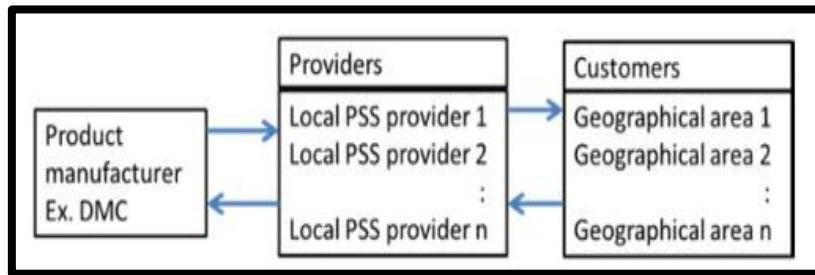 Product
manufacturer
Ex. DMC
Providers
Local PSS provider 1
Local PSS provider 2
:
Local PSS provider n
Customers
Geographical area 1
Geographical area 2
:
Geographical area n